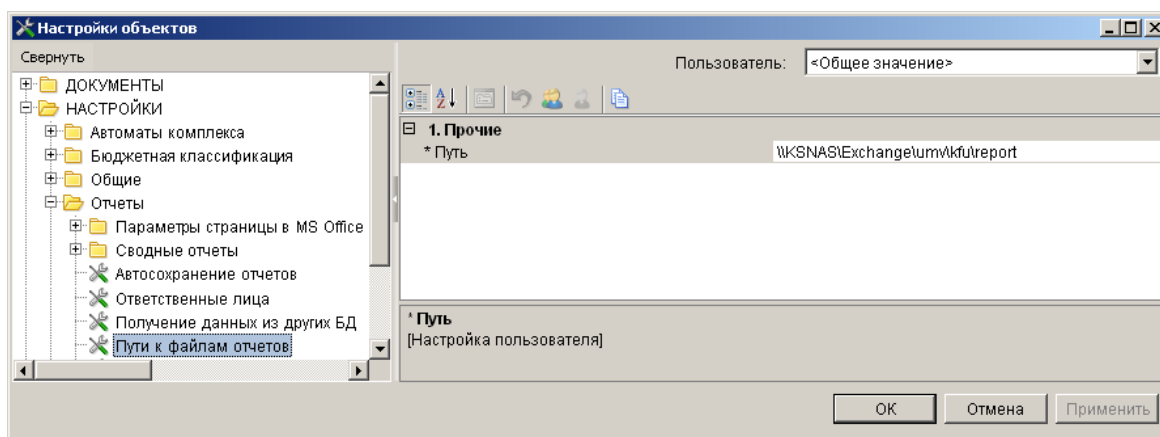 Настройки объектов
Свернуть
Пользователь: <Общее значение>
ДОКУМЕНТЫ
НАСТРОЙКИ
Автоматы комплекса
Бюджетная классификация
Общие
Отчеты
Параметры страницы в MS Office
Сводные отчеты
Автосохранение отчетов
Ответственные лица
Получение данных из других БД
Пути к файлам отчетов
1. Прочие
* Путь \\KSNAS\Exchange\umv\kfu\report
* Путь
[Настройка пользователя]
ОК Отмена Применить